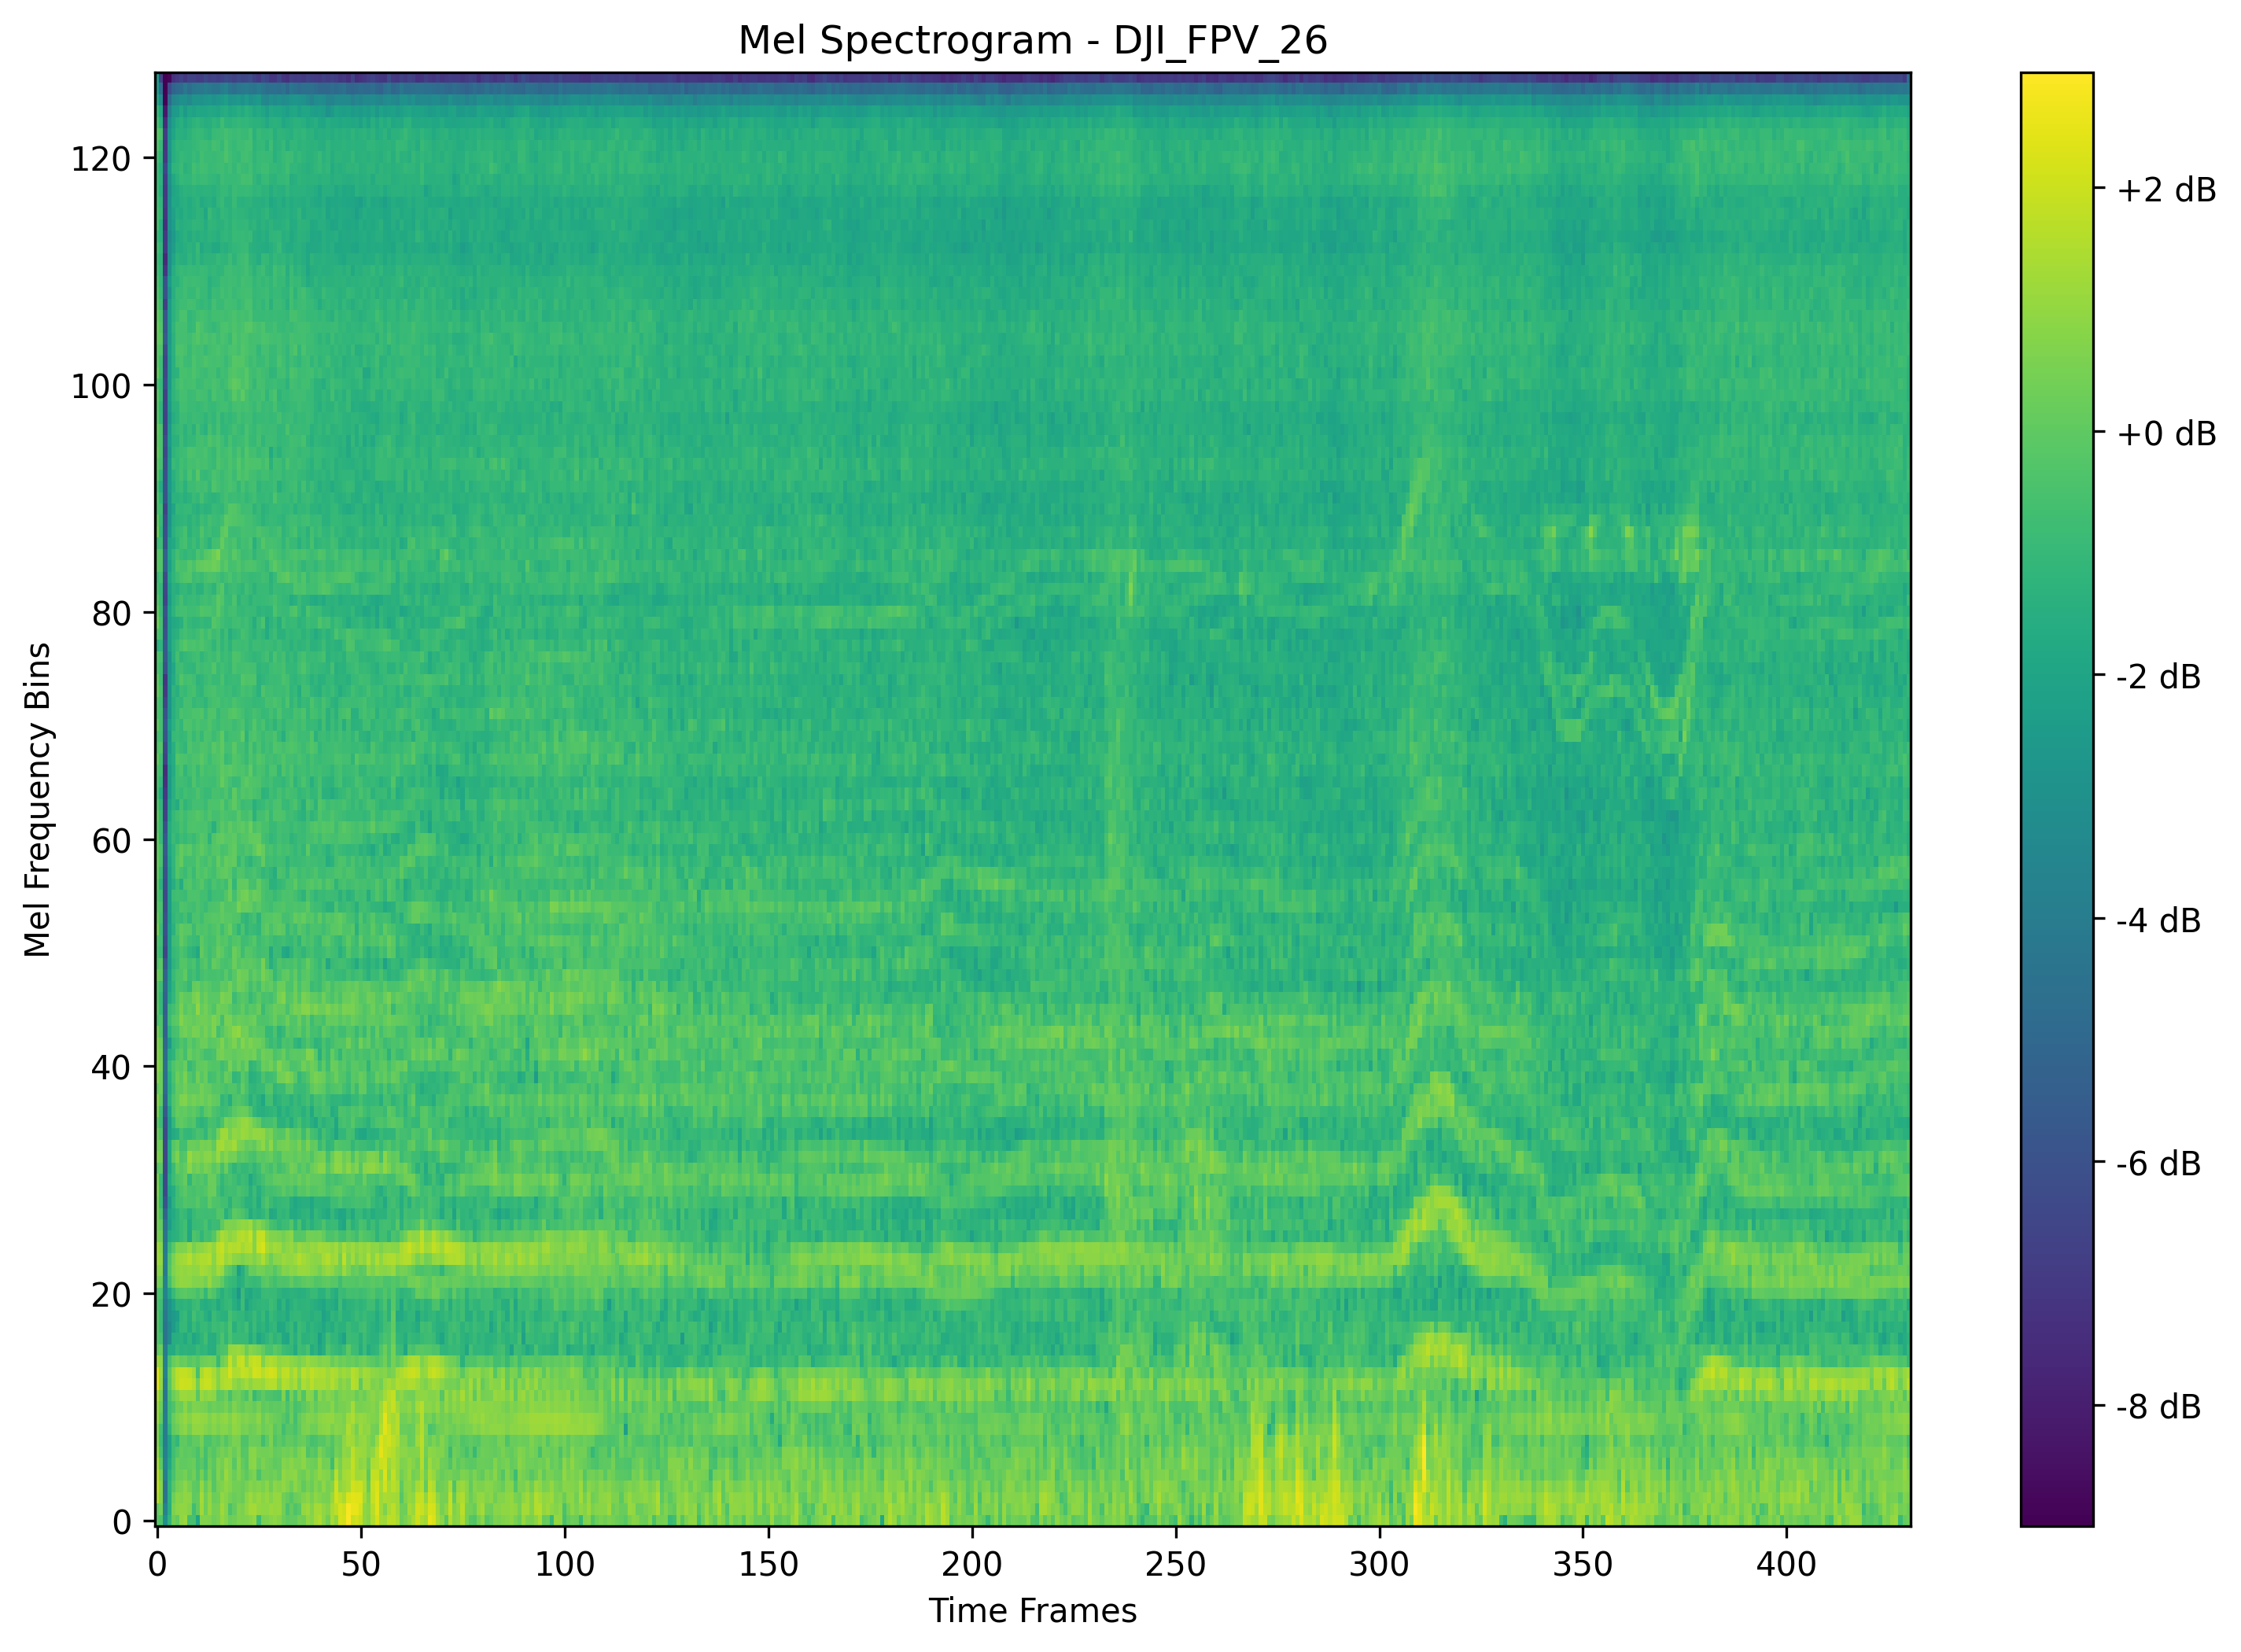 Mel Spectrogram - DJI_FPV_26
Mel Frequency Bins
120
100
80
60
40
20
0
0 50 100 150 200 250 300 350 400
Time Frames
+2 dB
+0 dB
-2 dB
-4 dB
-6 dB
-8 dB